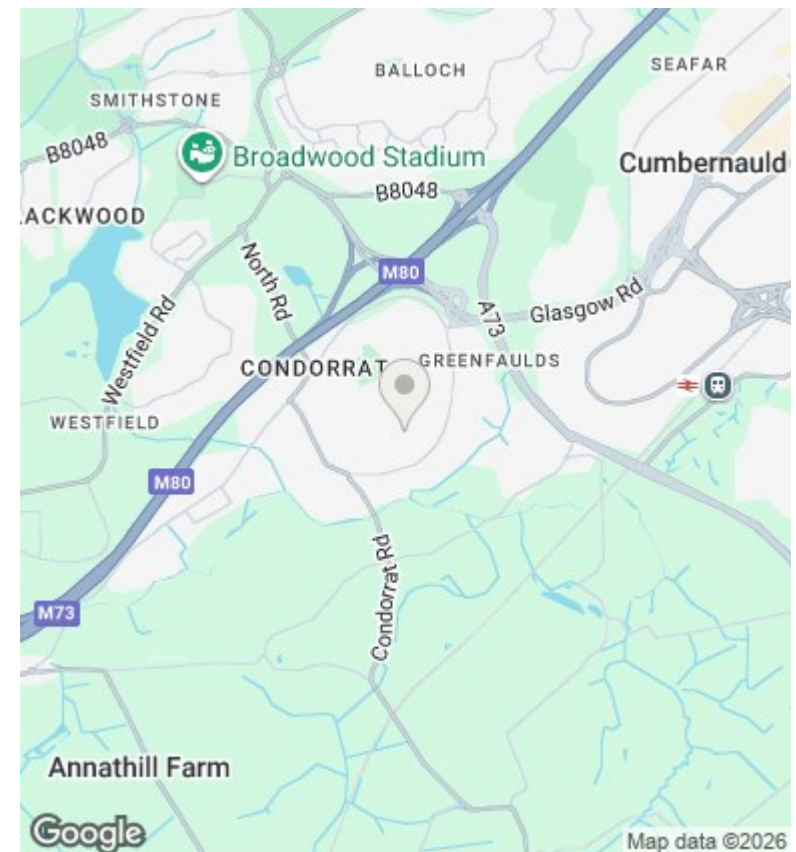 BALLOCH
SEAFAR
SMITHSTONE
B8048
Broadwood Stadium
Cumbernauld
B8048
LACKWOOD
North Rd
M80
A73
Glasgow Rd
Westfield Rd
CONDORRAT
GREENFAULDS
WESTFIELD
M80
Condorrat Rd
M73
Annathill Farm
Google
Map data ©2026